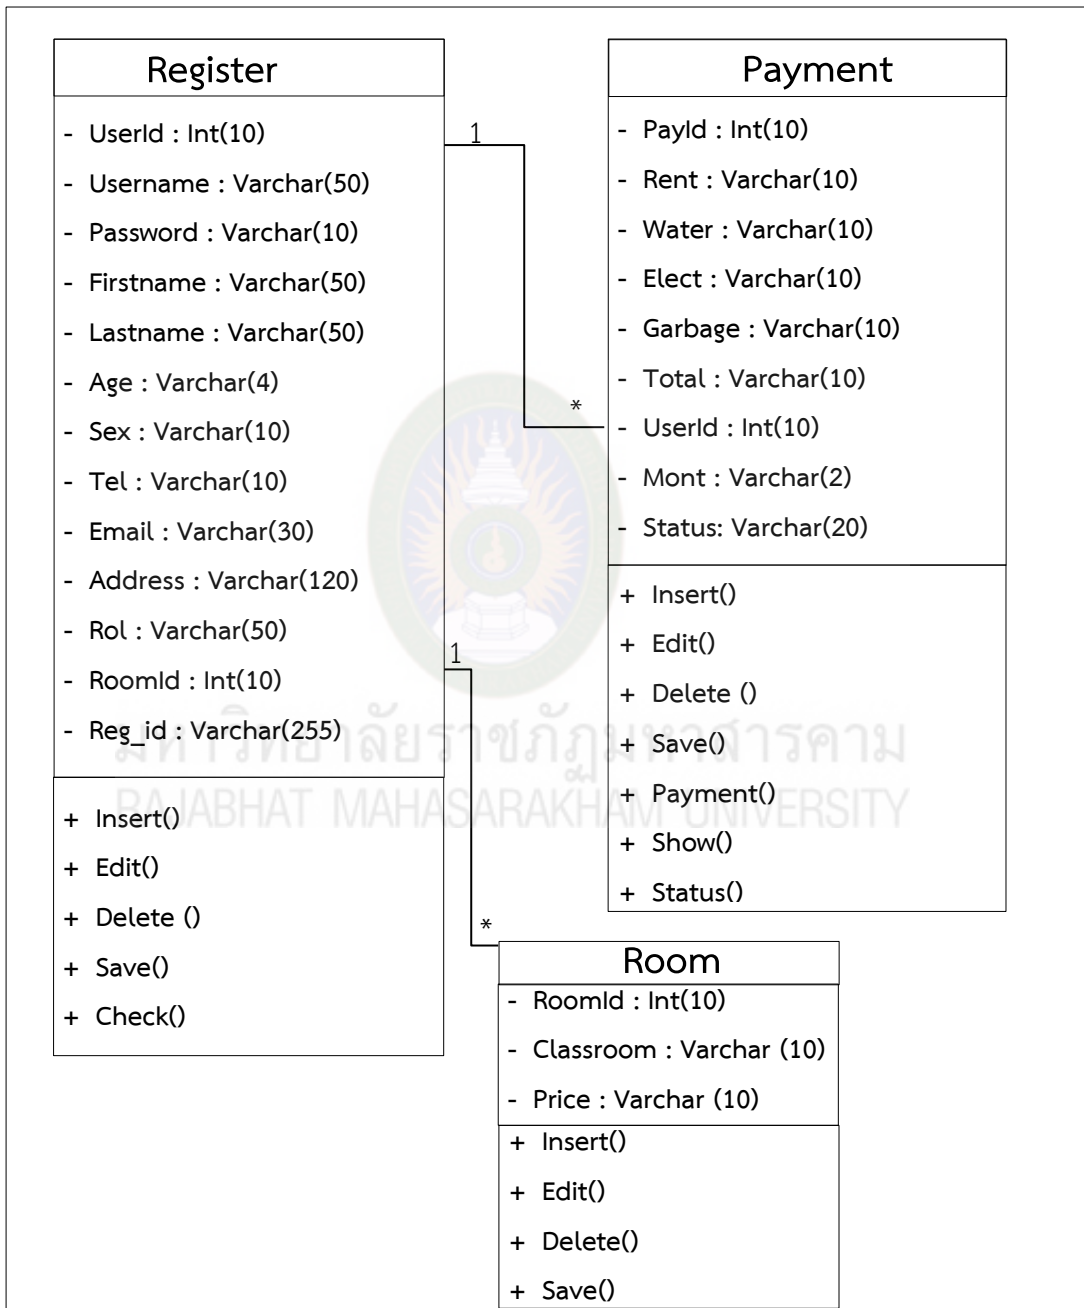 Register
- UserId : Int(10)
- Username : Varchar(50)
- Password : Varchar(10)
- Firstname : Varchar(50)
- Lastname : Varchar(50)
- Age : Varchar(4)
- Sex : Varchar(10)
- Tel : Varchar(10)
- Email : Varchar(30)
- Address : Varchar(120)
- Rol : Varchar(50)
- RoomId : Int(10)
- Reg_id : Varchar(255)
+ Insert()
+ Edit()
+ Delete ()
+ Save()
+ Check()
1
*
1
*
Payment
- PayId : Int(10)
- Rent : Varchar(10)
- Water : Varchar(10)
- Elect : Varchar(10)
- Garbage : Varchar(10)
- Total : Varchar(10)
- UserId : Int(10)
- Mont : Varchar(2)
- Status: Varchar(20)
+ Insert()
+ Edit()
+ Delete ()
+ Save()
+ Payment()
+ Show()
+ Status()
Room
- RoomId : Int(10)
- Classroom : Varchar (10)
- Price : Varchar (10)
+ Insert()
+ Edit()
+ Delete()
+ Save()
มหาวิทยาลัยราชภัฏมหาสารคาม
RAJABHAT MAHASARAKHAM UNIVERSITY